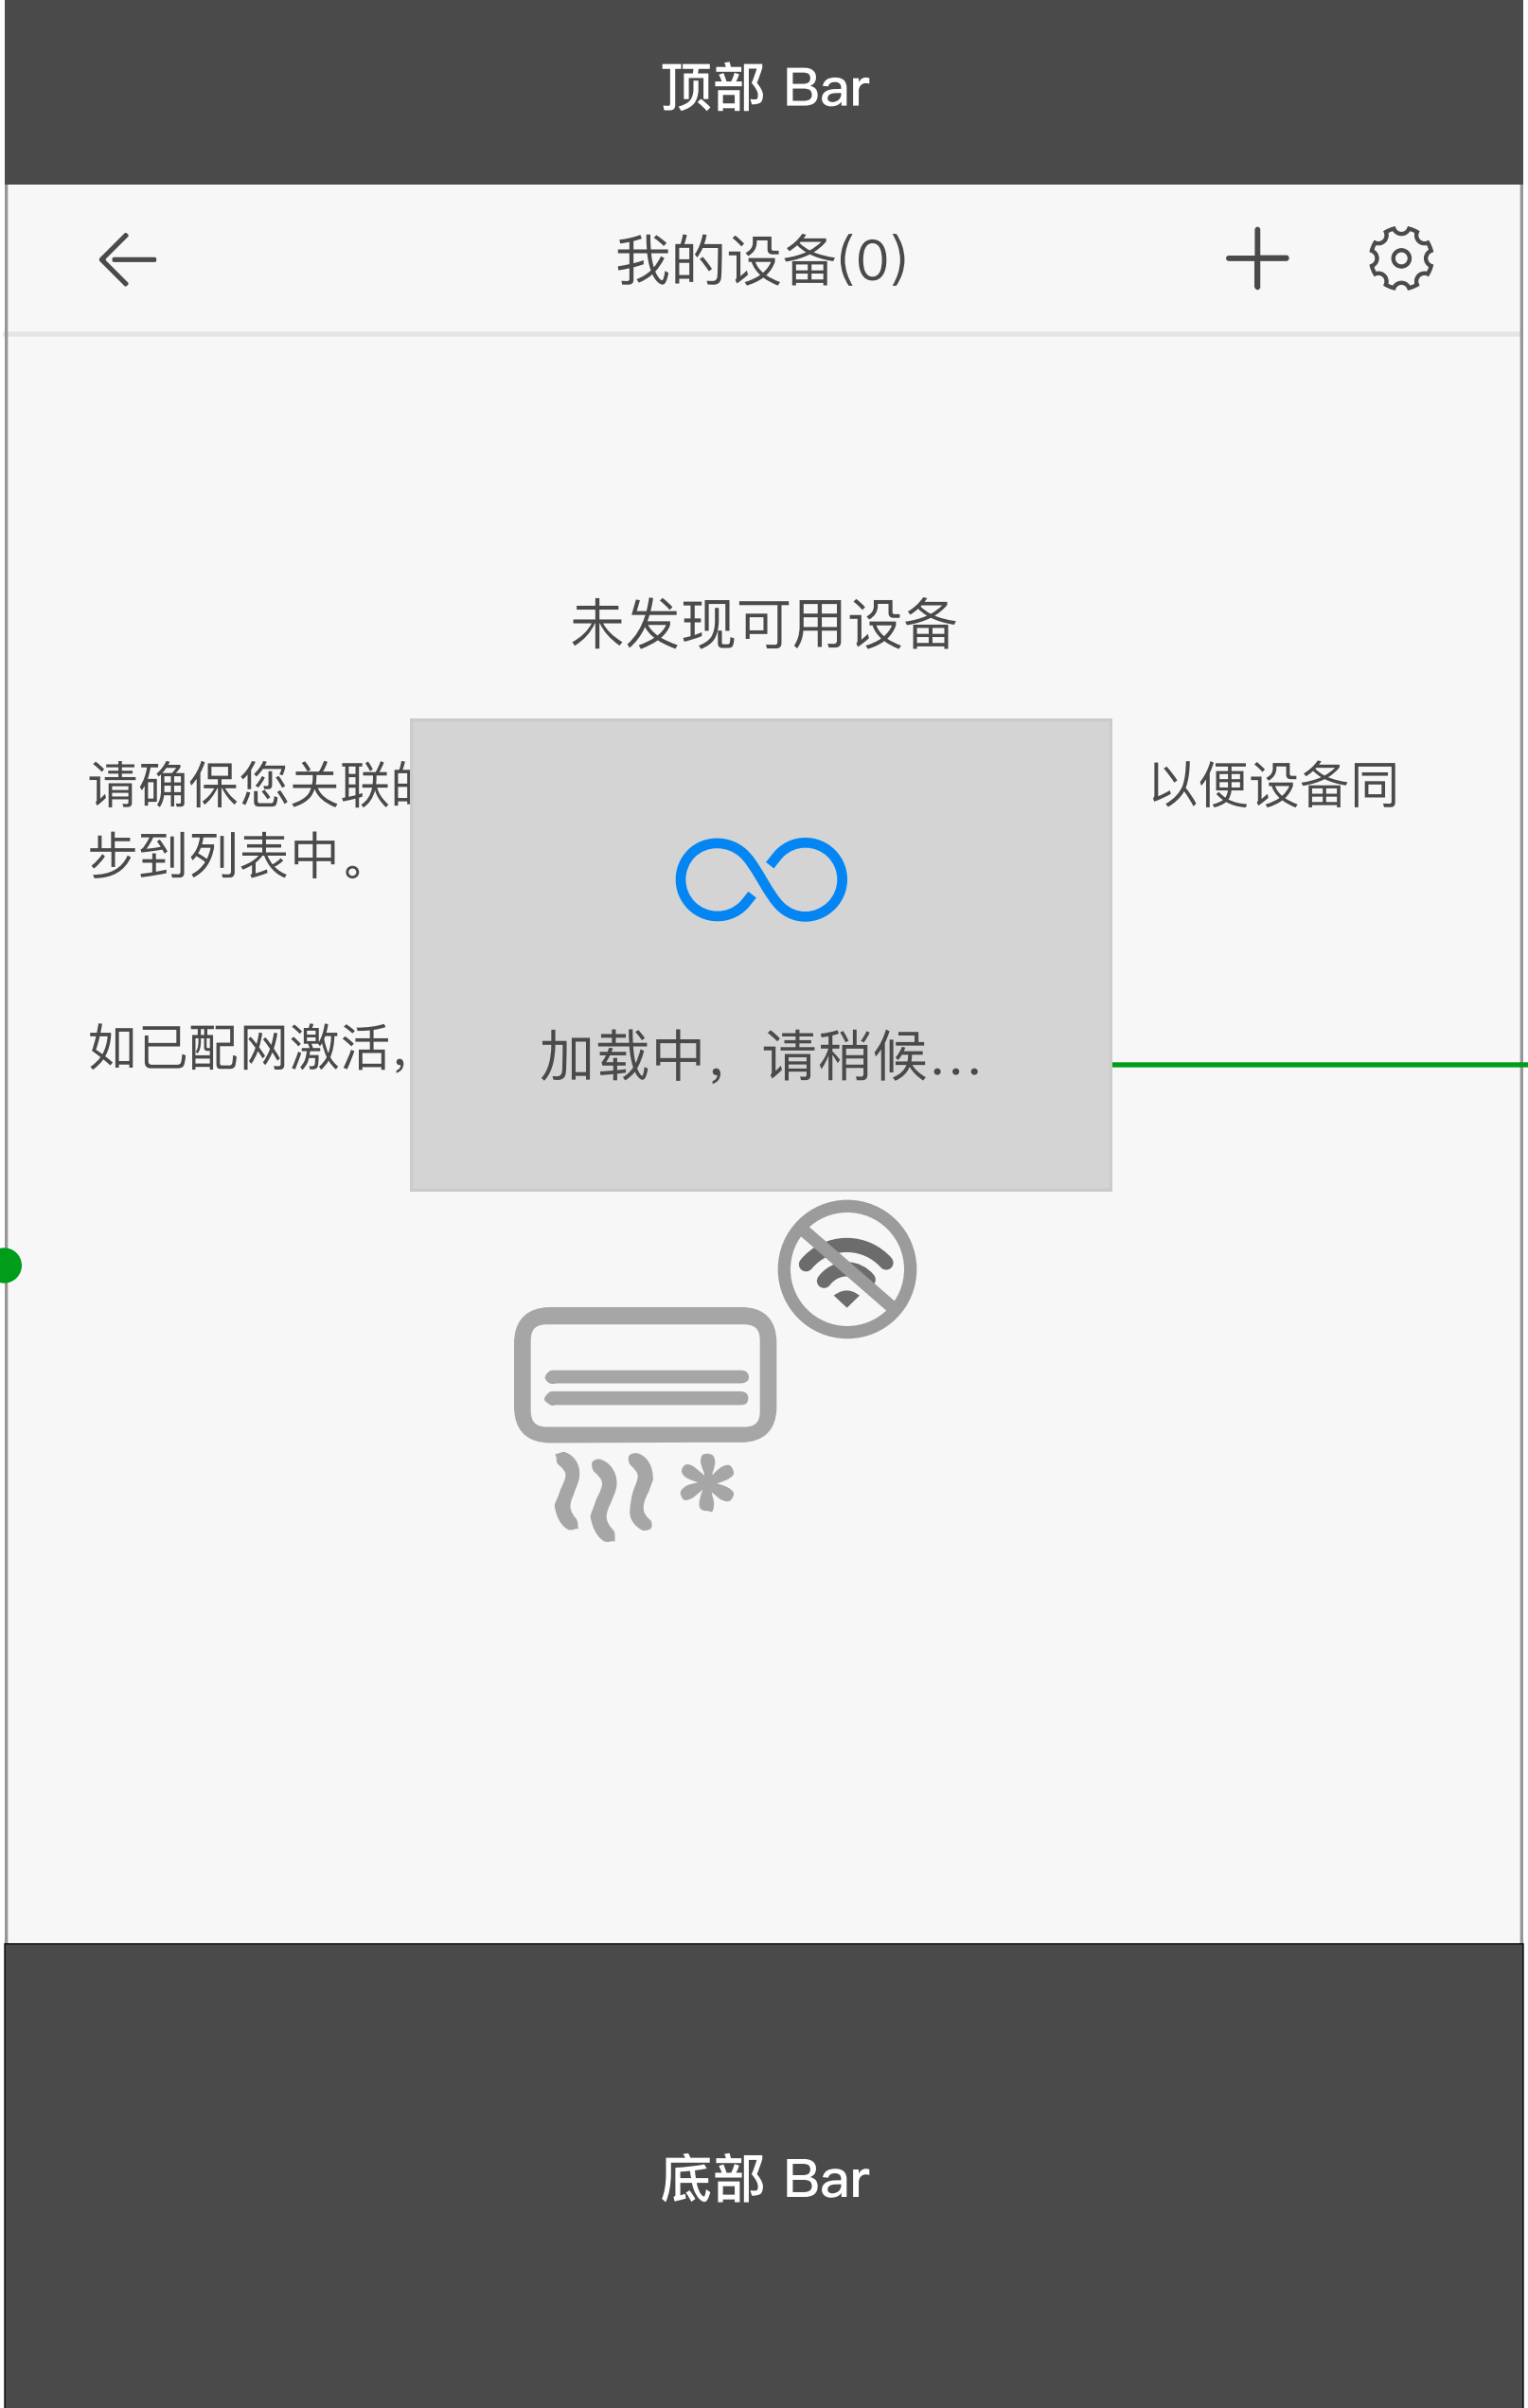 顶部 Bar
我的设备(0)
未发现可用设备
请确保您关联
以便设备同
步到列表中。
如已配网激活，
加载中，请稍候...
底部 Bar